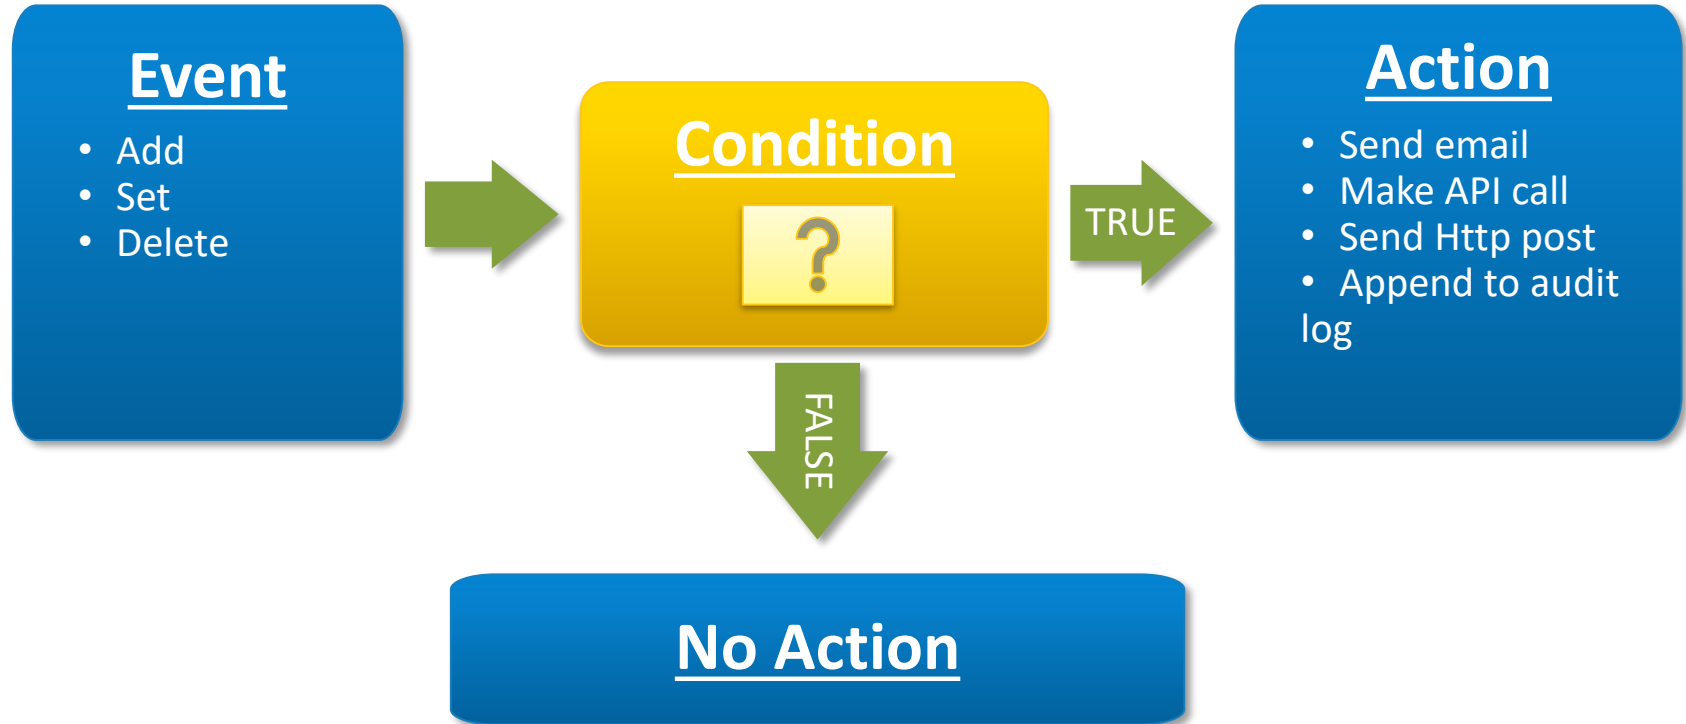 Event
• Add
• Set
• Delete
Condition
?
TRUE
FALSE
Action
• Send email
• Make API call
• Send Http post
• Append to audit
log
No Action